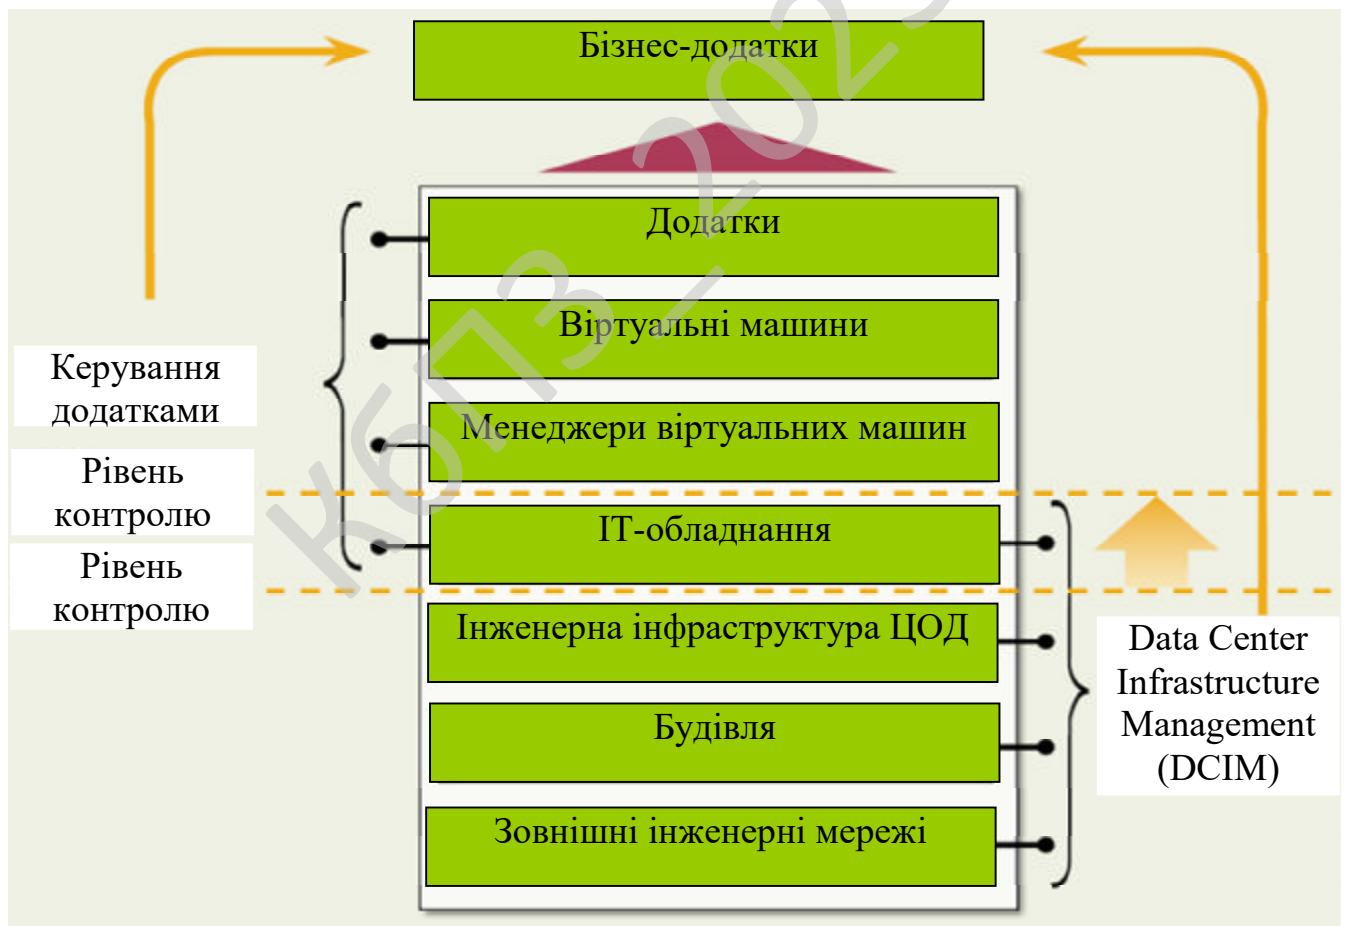 Бізнес-додатки
Додатки
Віртуальні машини
Керування
додатками
Менеджери віртуальних машин
Рівень
контролю
ІТ-обладнання
Рівень
контролю
Інженерна інфраструктура ЦОД
Data Center
Infrastructure
Management
(DCIM)
Будівля
Зовнішні інженерні мережі